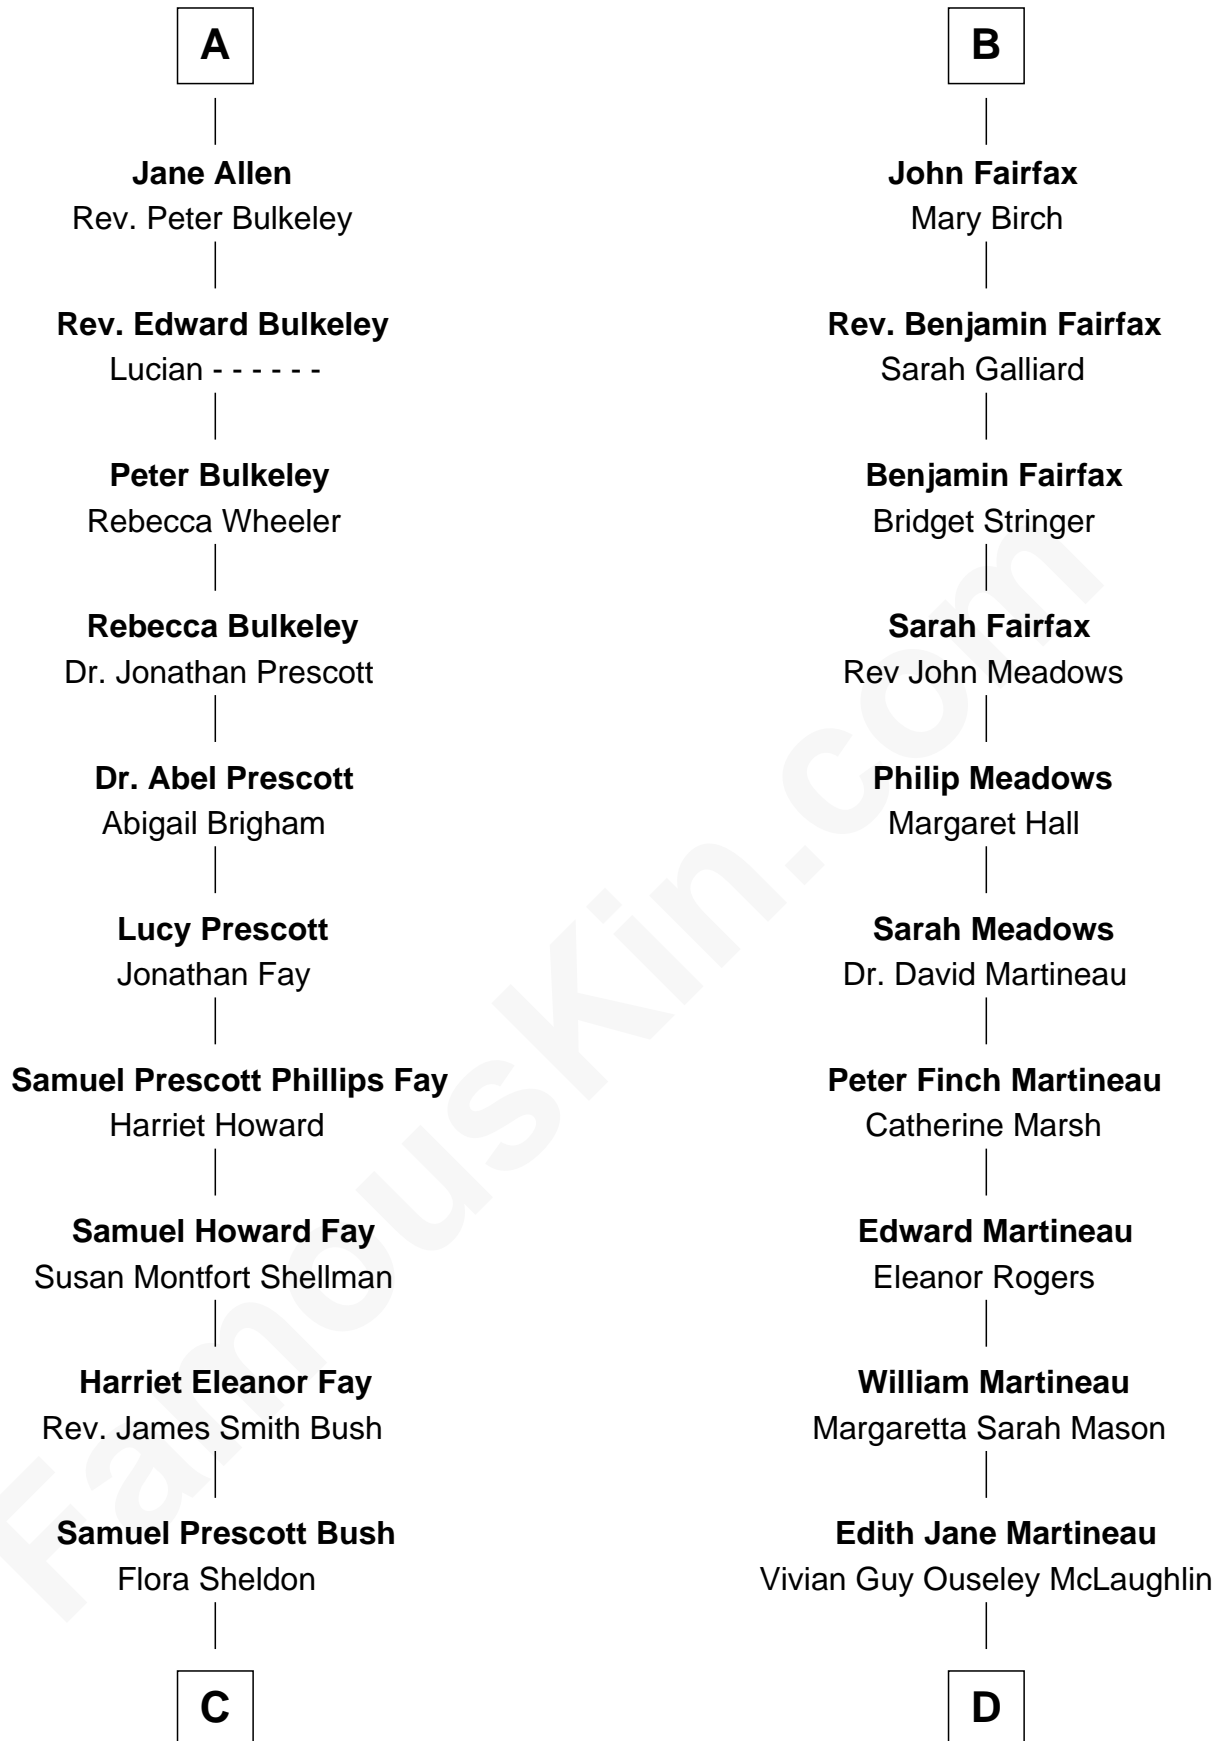 A
Jane Allen
Rev. Peter Bulkeley
Rev. Edward Bulkeley
Lucian - - - - - -
Peter Bulkeley
Rebecca Wheeler
Rebecca Bulkeley
Dr. Jonathan Prescott
Dr. Abel Prescott
Abigail Brigham
Lucy Prescott
Jonathan Fay
Samuel Prescott Phillips Fay
Harriet Howard
Samuel Howard Fay
Susan Montfort Shellman
Harriet Eleanor Fay
Rev. James Smith Bush
Samuel Prescott Bush
Flora Sheldon
C
B
John Fairfax
Mary Birch
Rev. Benjamin Fairfax
Sarah Galliard
Benjamin Fairfax
Bridget Stringer
Sarah Fairfax
Rev John Meadows
Philip Meadows
Margaret Hall
Sarah Meadows
Dr. David Martineau
Peter Finch Martineau
Catherine Marsh
Edward Martineau
Eleanor Rogers
William Martineau
Margaretta Sarah Mason
Edith Jane Martineau
Vivian Guy Ouseley McLaughlin
D
FamousKin.com